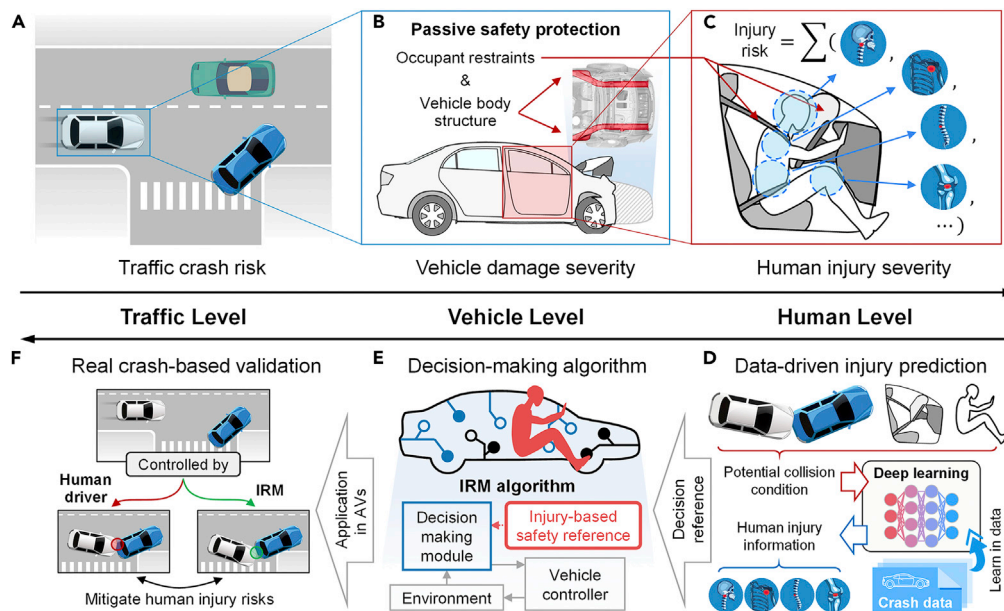 A
Traffic crash risk
B
Passive safety protection
Occupant restraints
&
Vehicle body
structure
Vehicle damage severity
C
Injury
risk = ∑(
,
,
,
,
...)
Human injury severity
Traffic Level
Vehicle Level
Human Level
F
Real crash-based validation
Controlled by
Human
driver
IRM
Mitigate human injury risks
Application
in AVs
E
Decision-making algorithm
IRM algorithm
Decision
making
module
Injury-based
safety reference
Environment
Vehicle
controller
Decision
reference
D
Data-driven injury prediction
Potential collision
condition
Deep learning
Human injury
information
Learn in data
Crash data